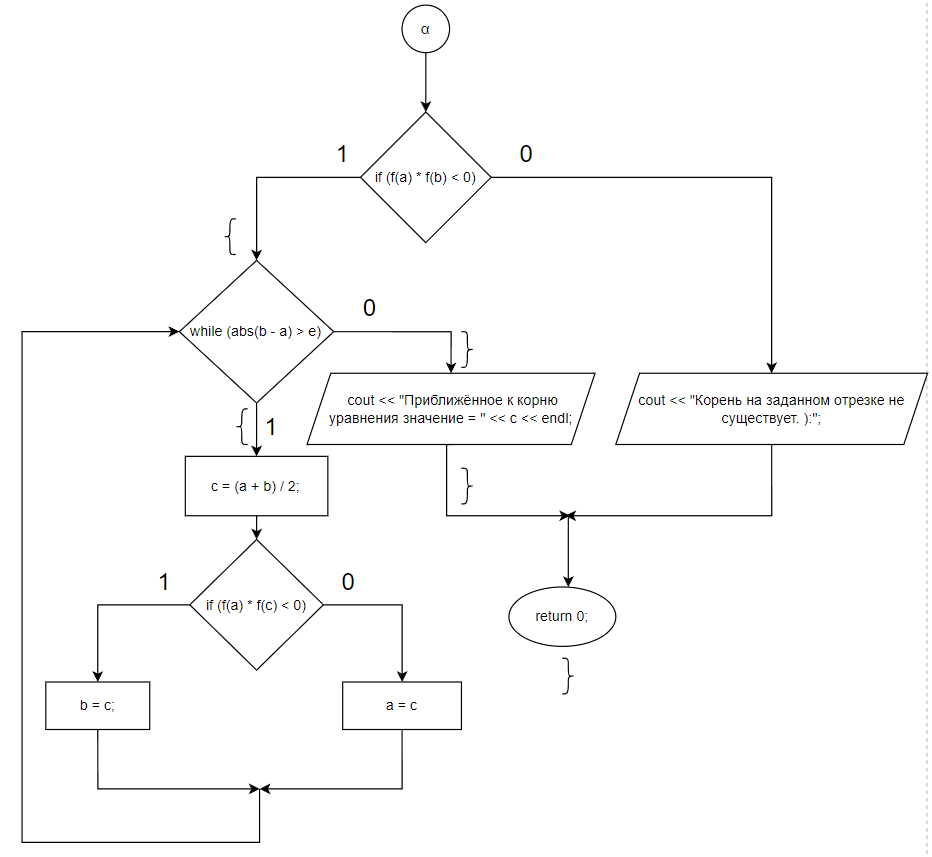 α
1
0
if (f(a) * f(b) < 0)
{
0
while (abs(b - a) > e)
}
cout << "Приближённое к корню
уравнения значение = " << c << endl;
cout << "Корень на заданном отрезке не
существует. ):";
{
1
c = (a + b) / 2;
}
1
0
if (f(a) * f(c) < 0)
return 0;
}
b = c;
a = c